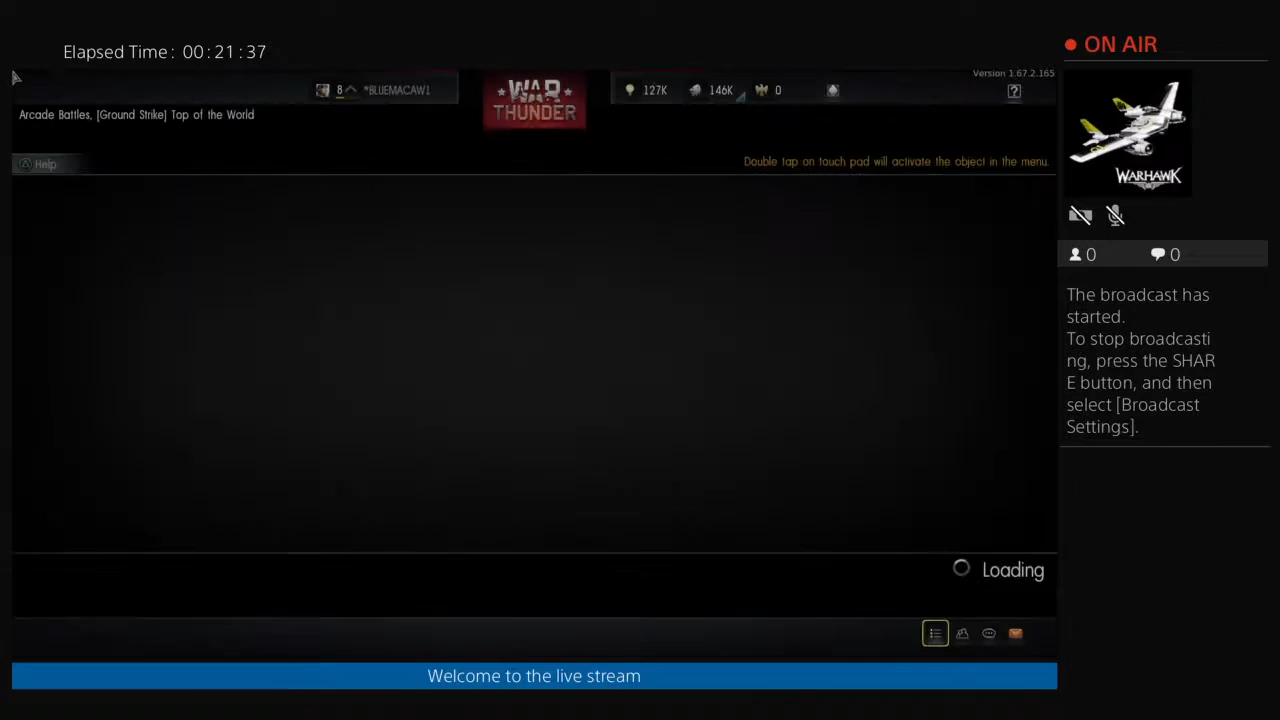 Elapsed Time: 00:21:37
ON AIR
Version 1.67.2.165
8 *BLUEMACAW1
WAR THUNDER
127K 146K 0
?
Arcade Battles, [Ground Strike] Top of the World
Help
Double tap on touch pad will activate the object in the menu.
WARHAWK
0 0
The broadcast has
started.
To stop broadcasti
ng, press the SHAR
E button, and then
select [Broadcast
Settings].
Loading
Welcome to the live stream